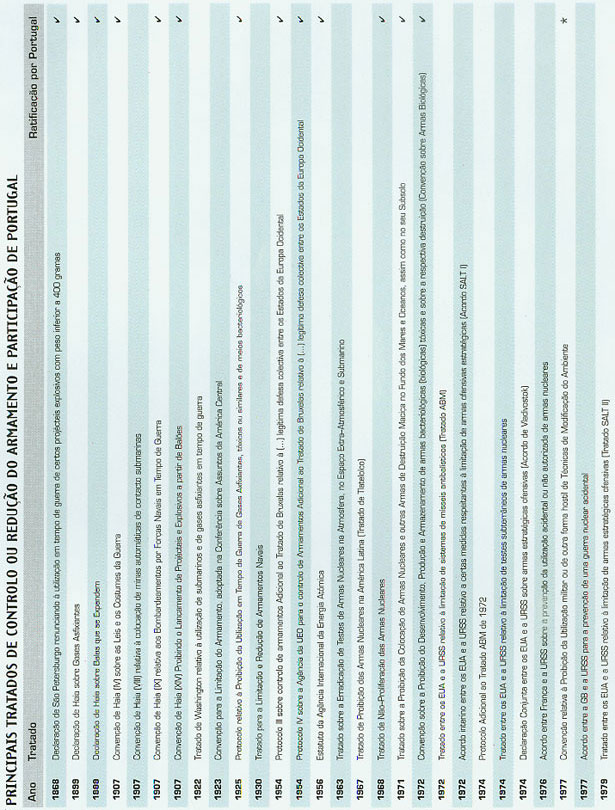 PRINCIPAIS TRATADOS DE CONTROLO OU REDUÇÃO DO ARMAMENTO E PARTICIPAÇÃO DE PORTUGAL
Ano Tratado Ratificação por Portugal
1868 Declaração de São Petersburgo renunciando à utilização em tempo de guerra de certos projécteis explosivos com peso inferior a 400 gramas ✓
1899 Declaração de Haia sobre Gases Asfixiantes ✓
1899 Declaração de Haia sobre Balas que se Expandem ✓
1907 Convenção de Haia (IV) sobre as Leis e os Costumes da Guerra ✓
1907 Convenção de Haia (VIII) relativa à colocação de minas automáticas de contacto submarinas
1907 Convenção de Haia (IX) relativa aos Bombardeamentos por Forças Navais em Tempo de Guerra ✓
1907 Convenção de Haia (XIV) Proibindo o Lançamento de Projécteis e Explosivos a partir de Balões ✓
1922 Tratado de Washington relativo à utilização de submarinos e de gases asfixiantes em tempo de guerra
1923 Convenção para a Limitação do Armamento, adoptada na Conferência sobre Assuntos da América Central
1925 Protocolo relativo à Proibição da Utilização em Tempo de Guerra de Gases Asfixiantes, tóxicos ou similares e de meios bacteriológicos ✓
1930 Tratado para a Limitação e Redução de Armamentos Navais
1954 Protocolo III sobre controlo de armamentos Adicional ao Tratado de Bruxelas relativo à (...) legítima defesa colectiva entre os Estados da Europa Ocidental ✓
1954 Protocolo IV sobre a Agência da UEO para o controlo de Armamentos Adicional ao Tratado de Bruxelas relativo à (...) legítima defesa colectiva entre os Estados da Europa Ocidental ✓
1956 Estatuto da Agência Internacional da Energia Atómica ✓
1963 Tratado sobre a Erradicação de Testes de Armas Nucleares na Atmosfera, no Espaço Extra-Atmosférico e Submarino
1967 Tratado de Proibição das Armas Nucleares na América Latina (Tratado de Tlatelolco)
1968 Tratado de Não-Proliferação das Armas Nucleares ✓
1971 Tratado sobre a Proibição da Colocação de Armas Nucleares e outras Armas de Destruição Maciça no Fundo dos Mares e Oceanos, assim como no seu Subsolo ✓
1972 Convenção sobre a Proibição do Desenvolvimento, Produção e Armazenamento de armas bacteriológicas (biológicas) tóxicas e sobre a respectiva destruição (Convenção sobre Armas Biológicas) ✓
1972 Tratado entre os EUA e a URSS relativo à limitação de sistemas de mísseis antibalísticos (Tratado ABM)
1972 Acordo interno entre os EUA e a URSS relativo a certas medidas respeitantes à limitação de armas ofensivas estratégicas (Acordo SALT I)
1974 Protocolo Adicional ao Tratado ABM de 1972
1974 Tratado entre os EUA e a URSS relativo à limitação de testes subterrâneos de armas nucleares
1974 Declaração Conjunta entre os EUA e a URSS sobre armas estratégicas ofensivas (Acordo de Vladivostok)
1976 Acordo entre França e a URSS sobre a prevenção da utilização acidental ou não autorizada de armas nucleares
1977 Convenção relativa à Proibição da Utilização militar ou de outra forma hostil de Técnicas de Modificação do Ambiente *
1977 Acordo entre a GB e a URSS para a prevenção de uma guerra nuclear acidental
1979 Tratado entre os EUA e a URSS relativo à limitação de armas estratégicas ofensivas (Tratado SALT II)